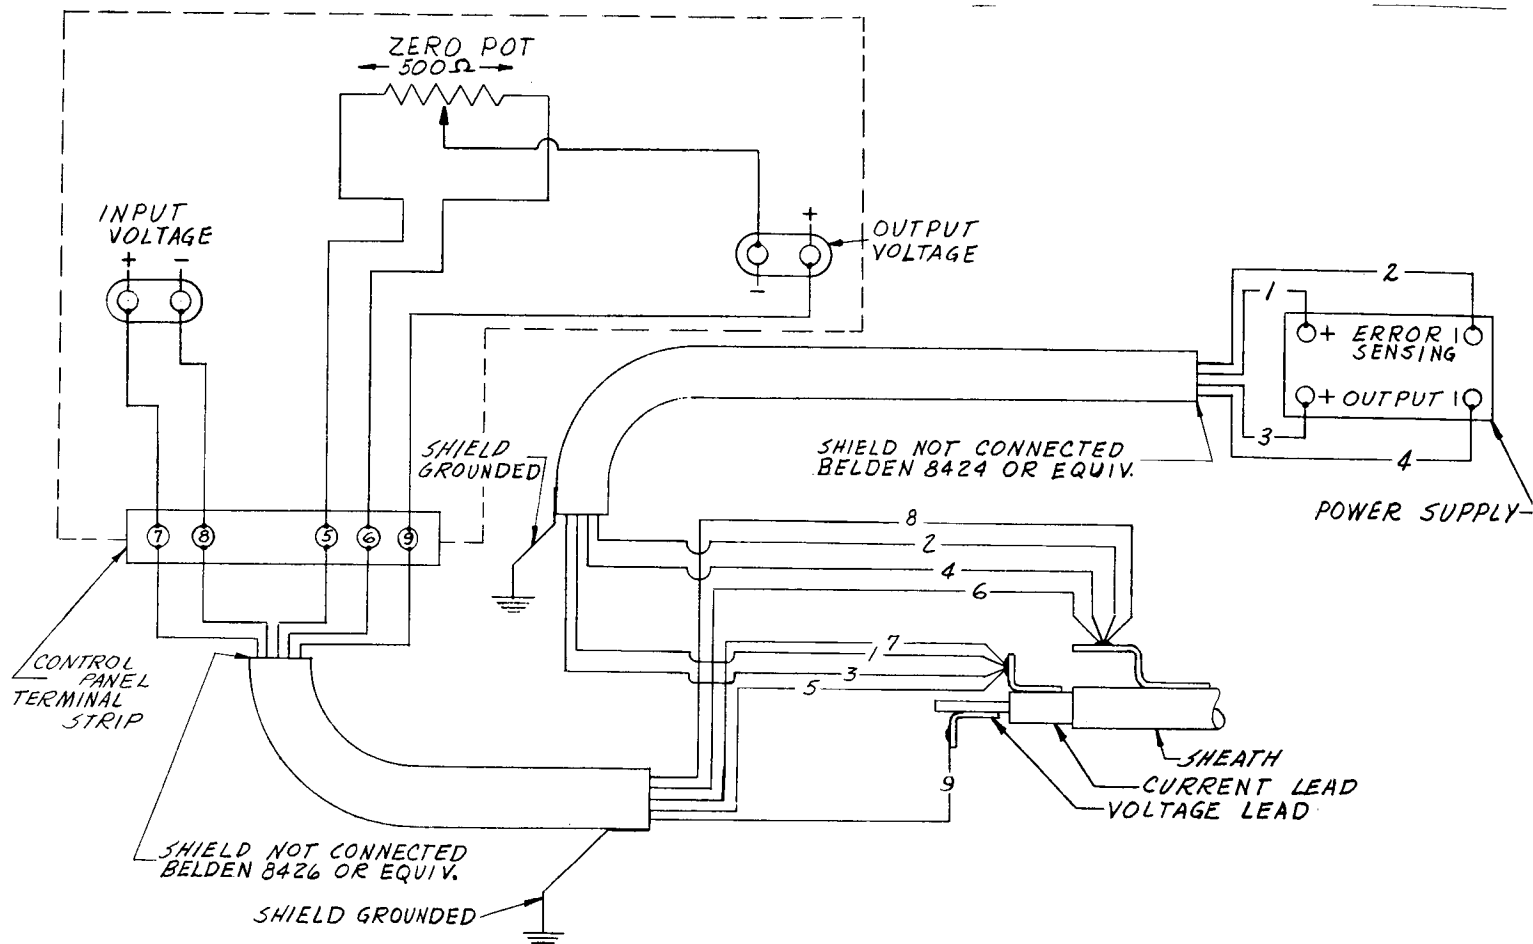 ZERO POT
500Ω
INPUT
VOLTAGE
+ −
+
OUTPUT
VOLTAGE
−
2
1
+ ERROR 1
SENSING
+ OUTPUT 1
3
4
SHIELD
GROUNDED
SHIELD NOT CONNECTED
BELDEN 8424 OR EQUIV.
POWER SUPPLY
7 8 5 6 9
8
2
4
6
7
1
3
5
CONTROL
PANEL
TERMINAL
STRIP
9
SHEATH
CURRENT LEAD
VOLTAGE LEAD
SHIELD NOT CONNECTED
BELDEN 8426 OR EQUIV.
SHIELD GROUNDED